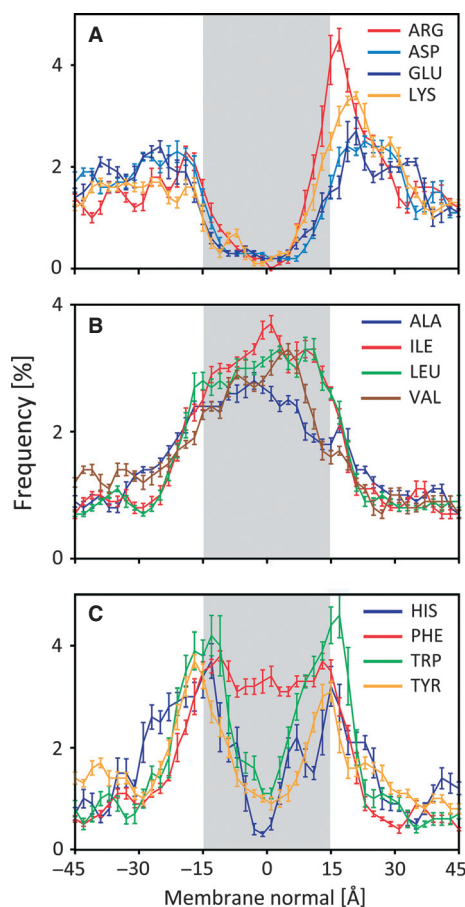 A
ARG
ASP
GLU
LYS
4
2
0
B
ALA
ILE
LEU
VAL
4
2
0
Frequency [%]
C
HIS
PHE
TRP
TYR
4
2
0
−45 −30 −15 0 15 30 45
Membrane normal [Å]